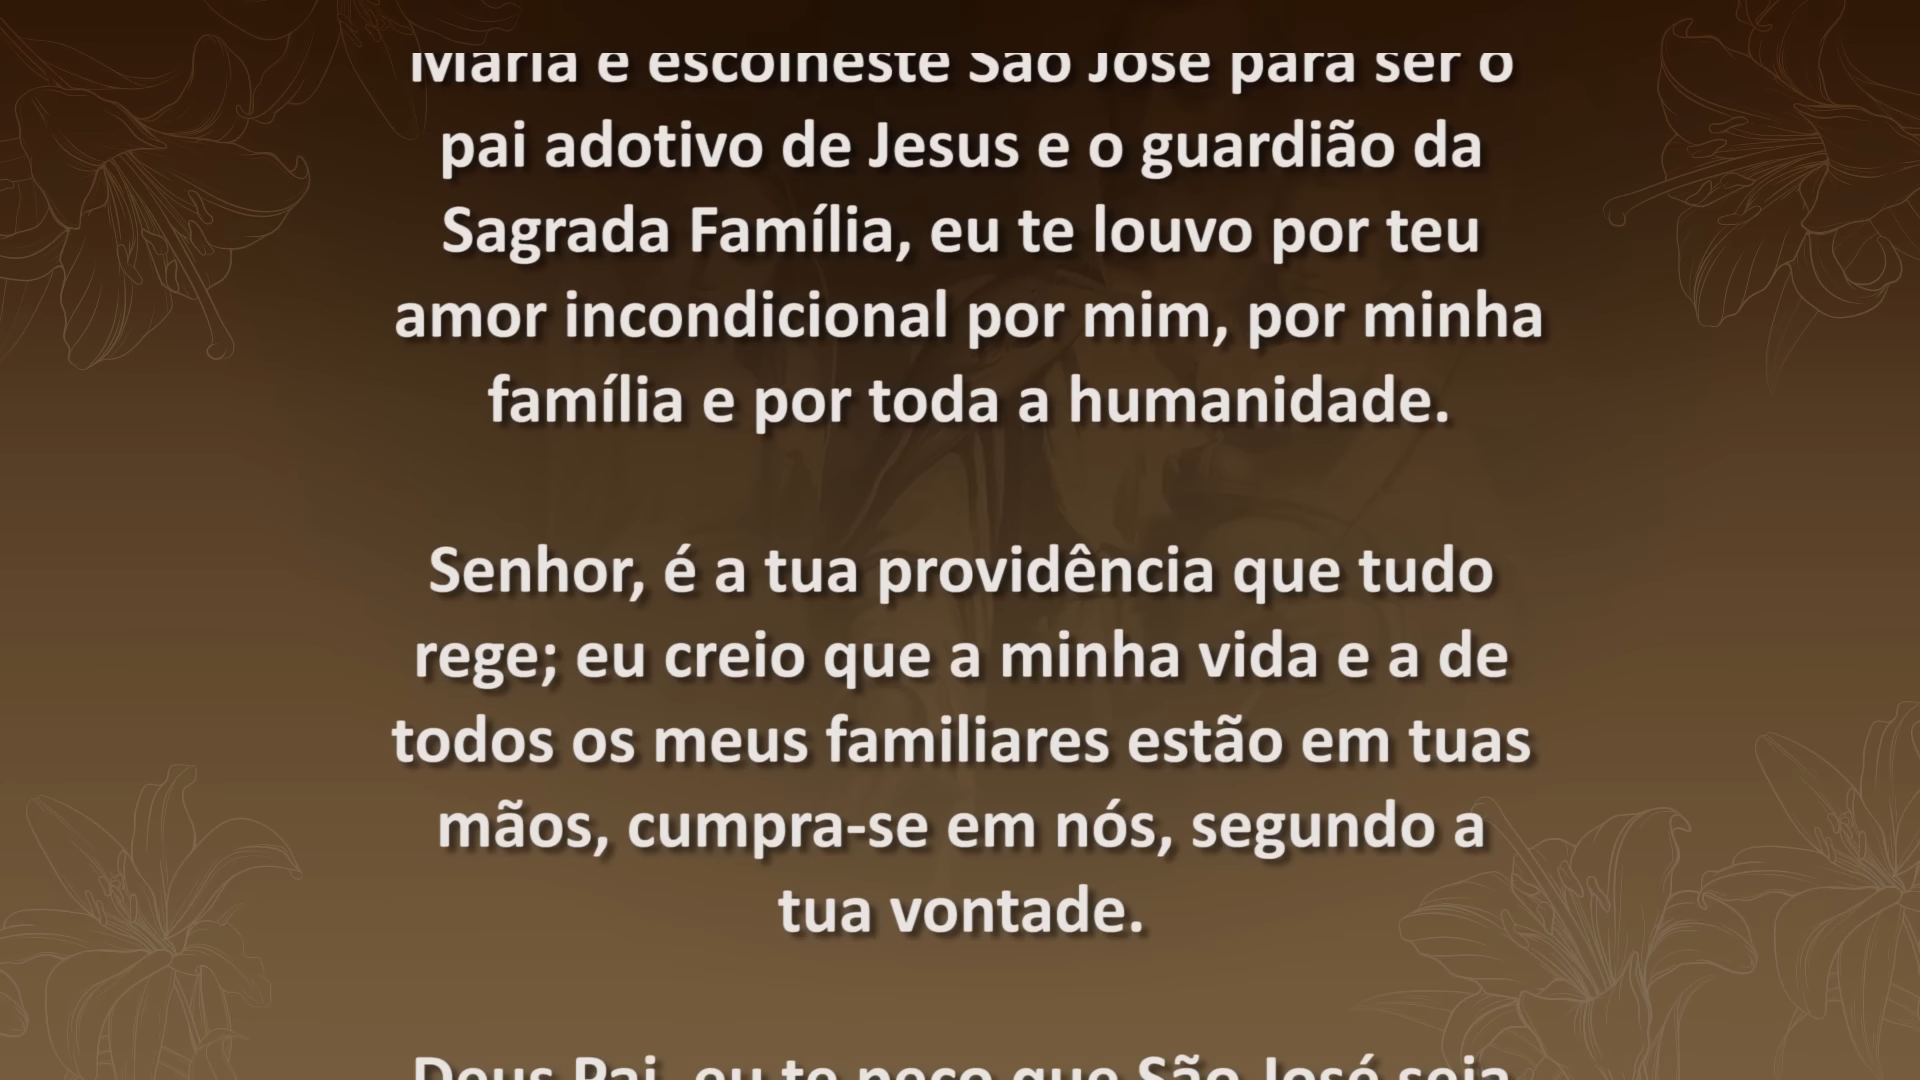 Maria e escolheste São José para ser o
pai adotivo de Jesus e o guardião da
Sagrada Família, eu te louvo por teu
amor incondicional por mim, por minha
família e por toda a humanidade.
Senhor, é a tua providência que tudo
rege; eu creio que a minha vida e a de
todos os meus familiares estão em tuas
mãos, cumpra-se em nós, segundo a
tua vontade.
Deus Pai, eu te peço que São José seja